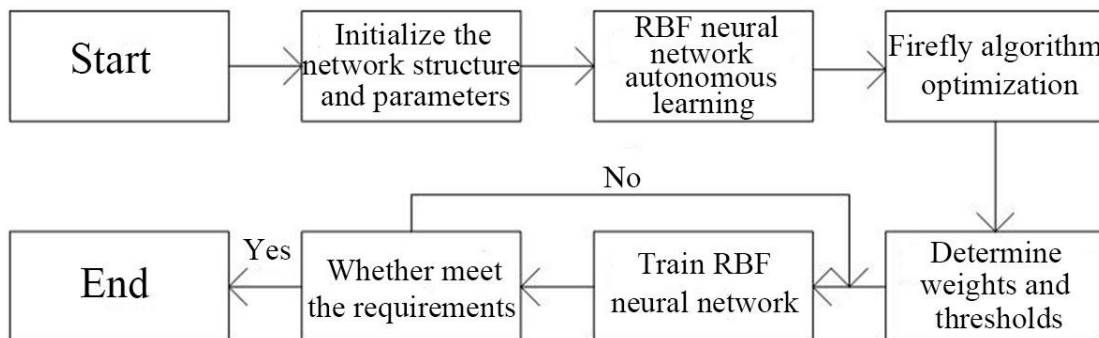 Start
Initialize the
network structure
and parameters
RBF neural
network
autonomous
learning
Firefly algorithm
optimization
No
End
Yes
Whether meet
the requirements
Train RBF
neural network
Determine
weights and
thresholds